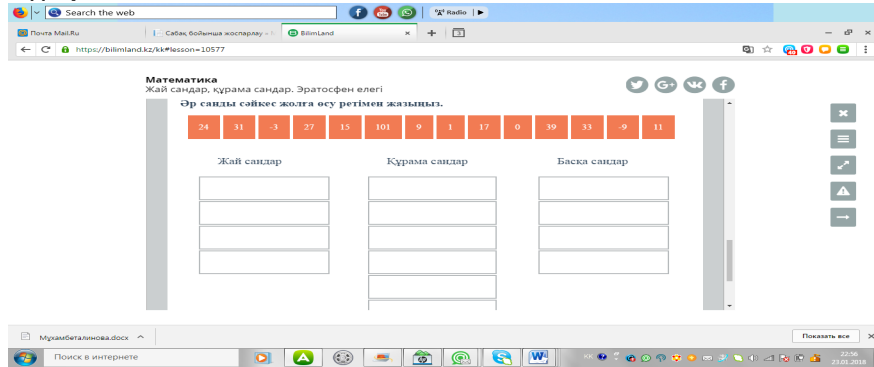 Search the web
Radio
Почта Mail.Ru
Сабақ бойынша жоспарлау - K
BilimLand
https://bilimland.kz/kk#lesson=10577
Математика
Жай сандар, құрама сандар. Эратосфен елегі
Әр санды сәйкес жолға өсу ретімен жазыңыз.
24 31 -3 27 15 101 9 1 17 0 39 33 -9 11
Жай сандар Құрама сандар Басқа сандар
Мұхамбеталинова.docx
Показать все
Поиск в интернете
KK
22:56
23.01.2018